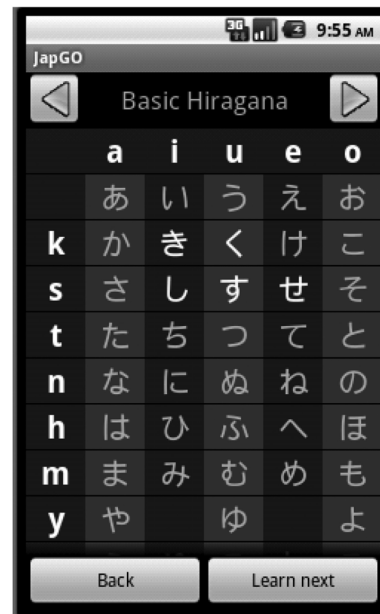 3G
9:55 AM
JapGO
Basic Hiragana
a i u e o
あ い う え お
k か き く け こ
s さ し す せ そ
t た ち つ て と
n な に ぬ ね の
h は ひ ふ へ ほ
m ま み む め も
y や ゆ よ
Back Learn next